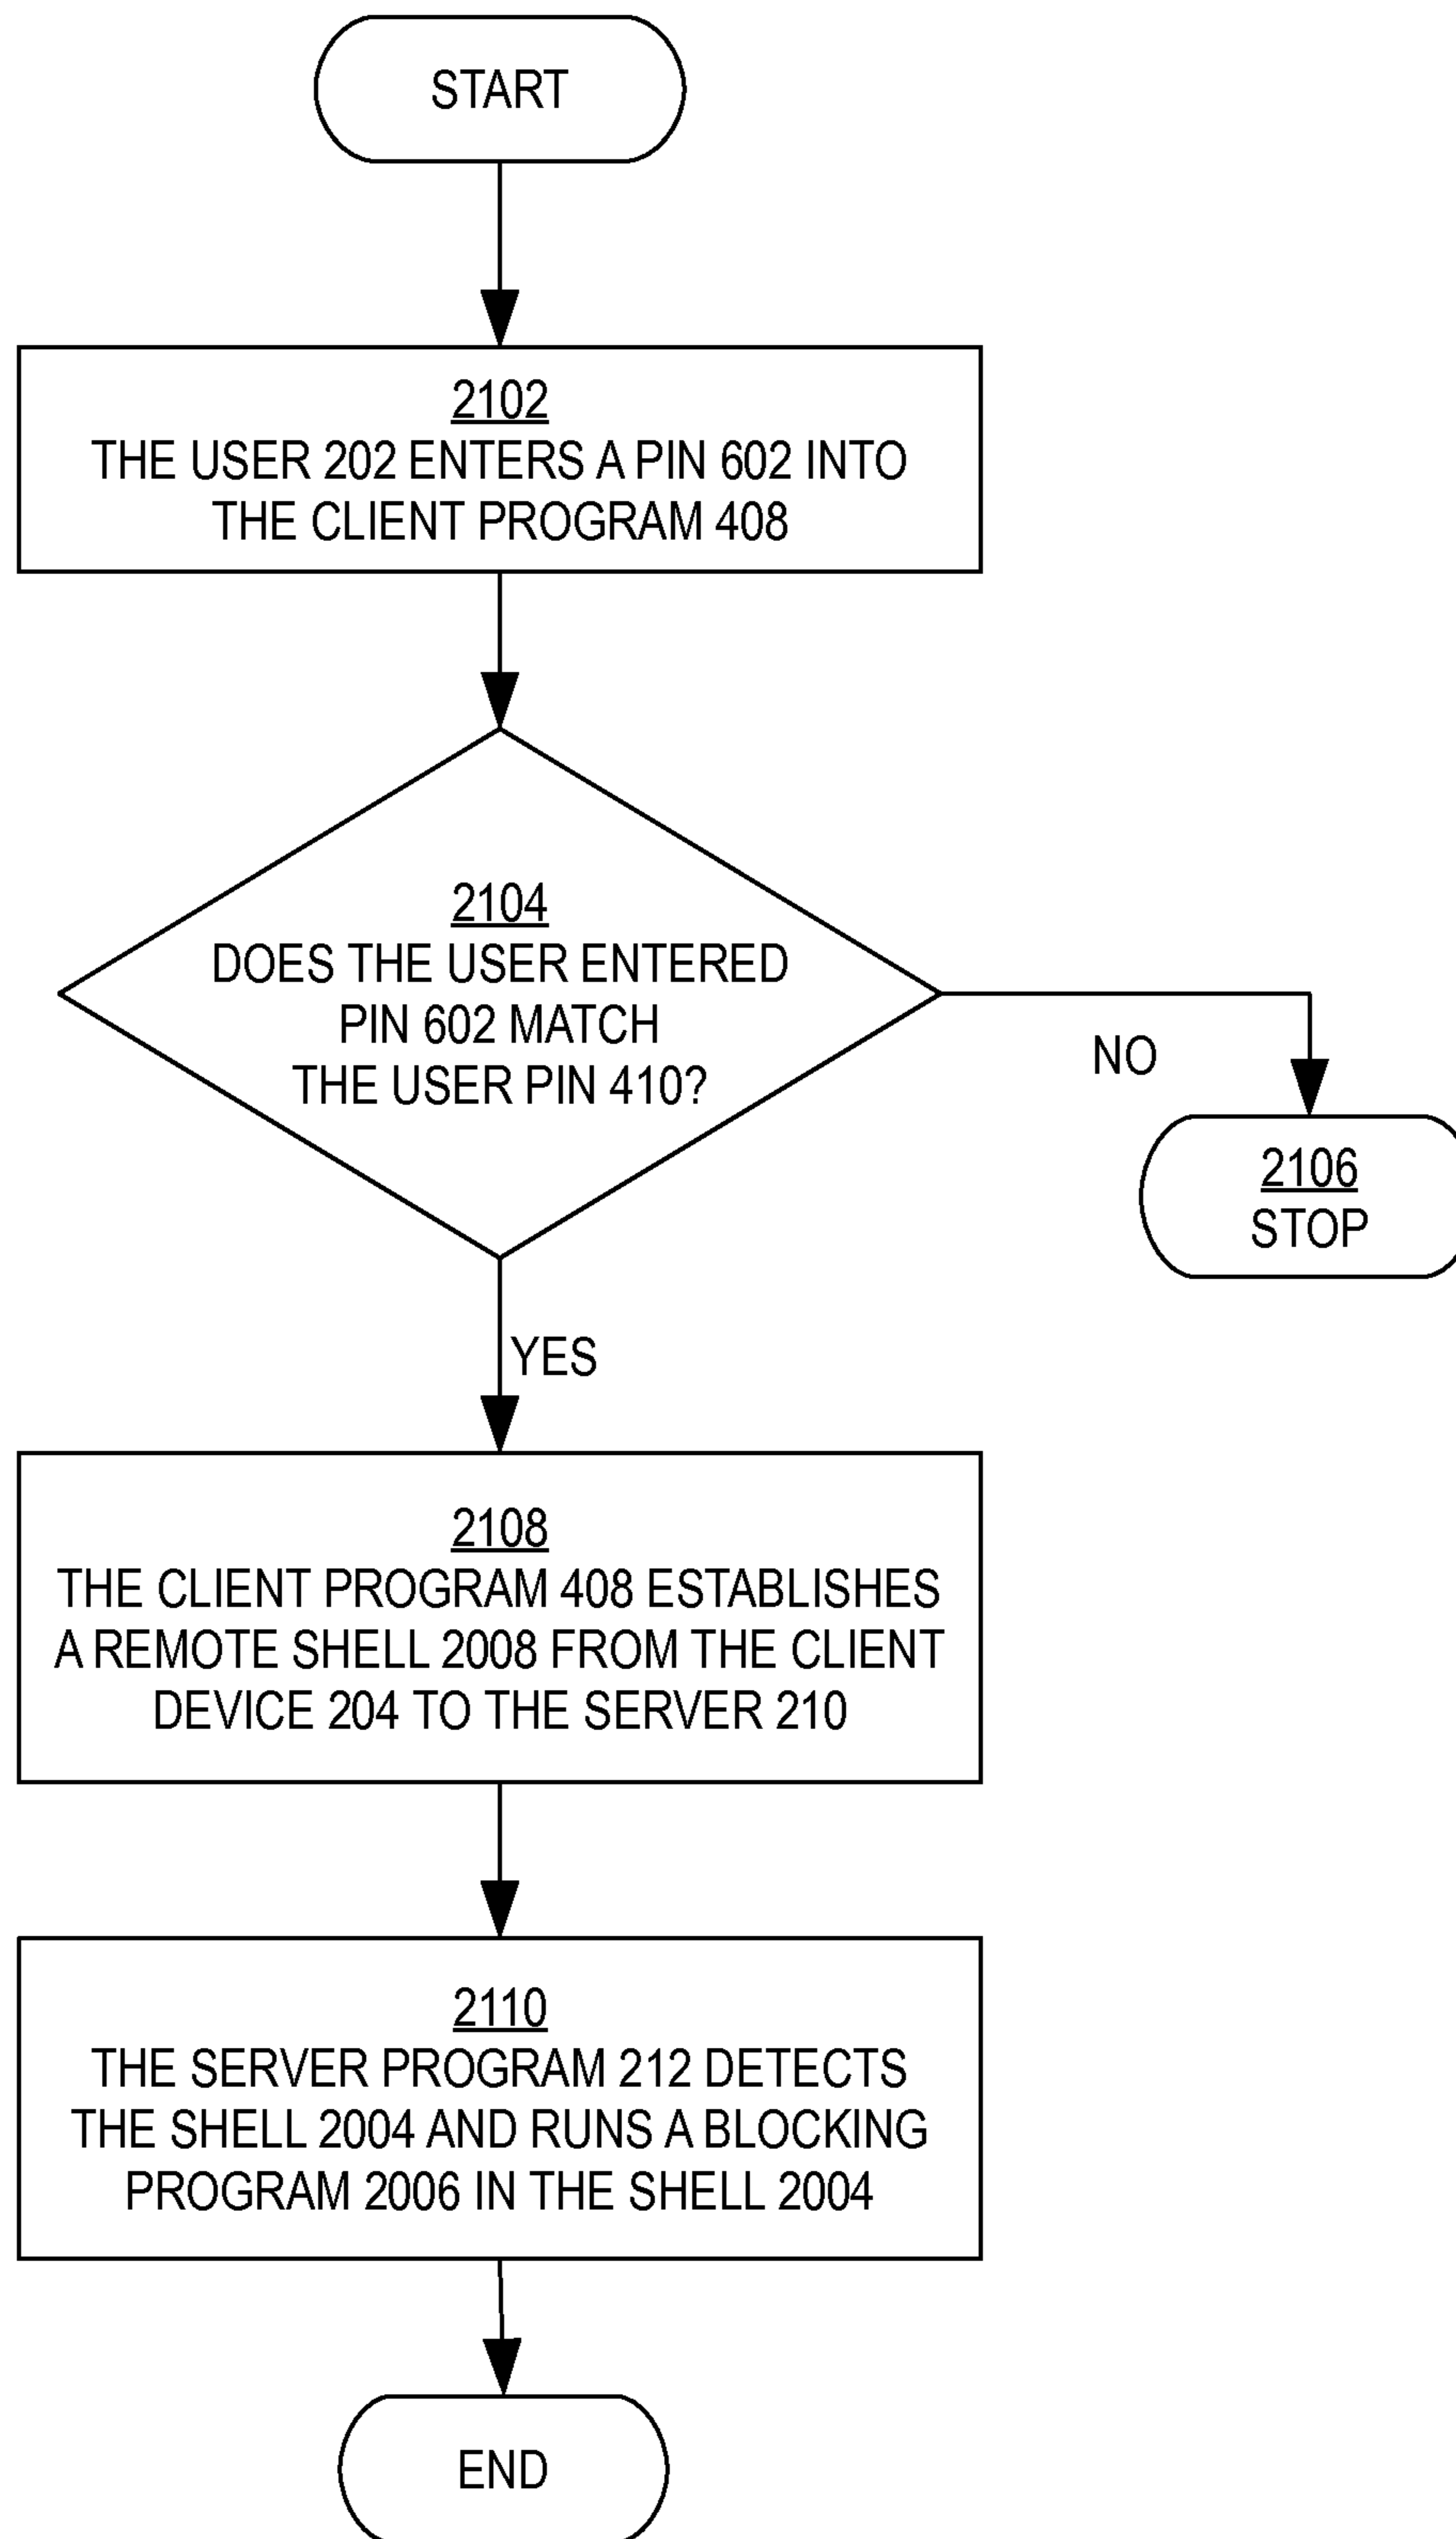 START
2102
THE USER 202 ENTERS A PIN 602 INTO
THE CLIENT PROGRAM 408
2104
DOES THE USER ENTERED
PIN 602 MATCH
THE USER PIN 410?
NO
2106
STOP
YES
2108
THE CLIENT PROGRAM 408 ESTABLISHES
A REMOTE SHELL 2008 FROM THE CLIENT
DEVICE 204 TO THE SERVER 210
2110
THE SERVER PROGRAM 212 DETECTS
THE SHELL 2004 AND RUNS A BLOCKING
PROGRAM 2006 IN THE SHELL 2004
END